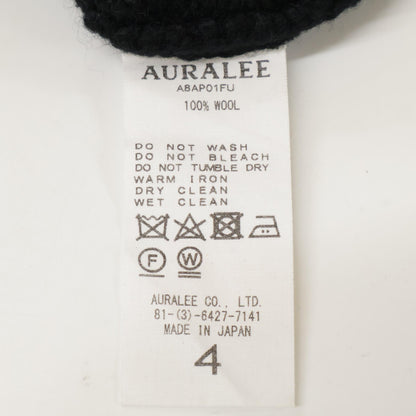 AURALEE
A8AP01FU
100% WOOL
DO NOT WASH
DO NOT BLEACH
DO NOT TUMBLE DRY
WARM IRON
DRY CLEAN
WET CLEAN
F W
AURALEE CO., LTD.
81-(3)-6427-7141
MADE IN JAPAN
4